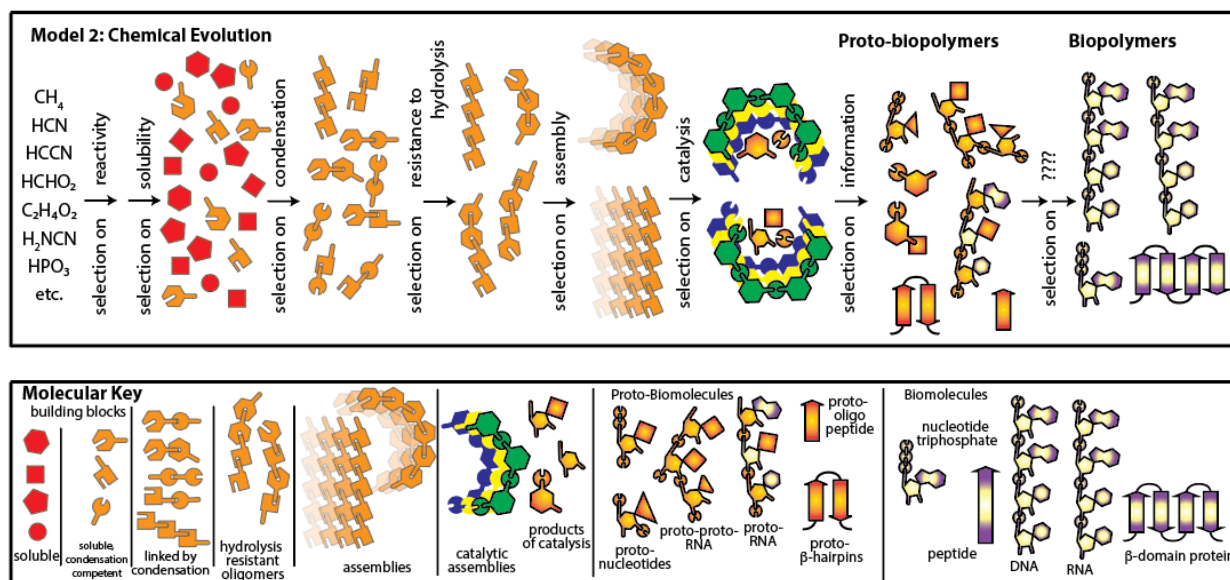 Model 2: Chemical Evolution
CH₄
HCN
HCCN
HCHO₂
C₂H₄O₂
H₂NCN
HPO₃
etc.
selection on reactivity
selection on solubility
selection on condensation
selection on resistance to hydrolysis
selection on assembly
selection on catalysis
selection on information
selection on ????
Proto-biopolymers
Biopolymers
Molecular Key
building blocks
soluble
soluble,
condensation
competent
linked by
condensation
hydrolysis
resistant
oligomers
assemblies
catalytic
assemblies
products
of catalysis
Proto-Biomolecules
proto-
nucleotides
proto-proto-
RNA
proto-
RNA
proto-
oligo
peptide
proto-
β-hairpins
Biomolecules
nucleotide
triphosphate
peptide
DNA
RNA
β-domain protein